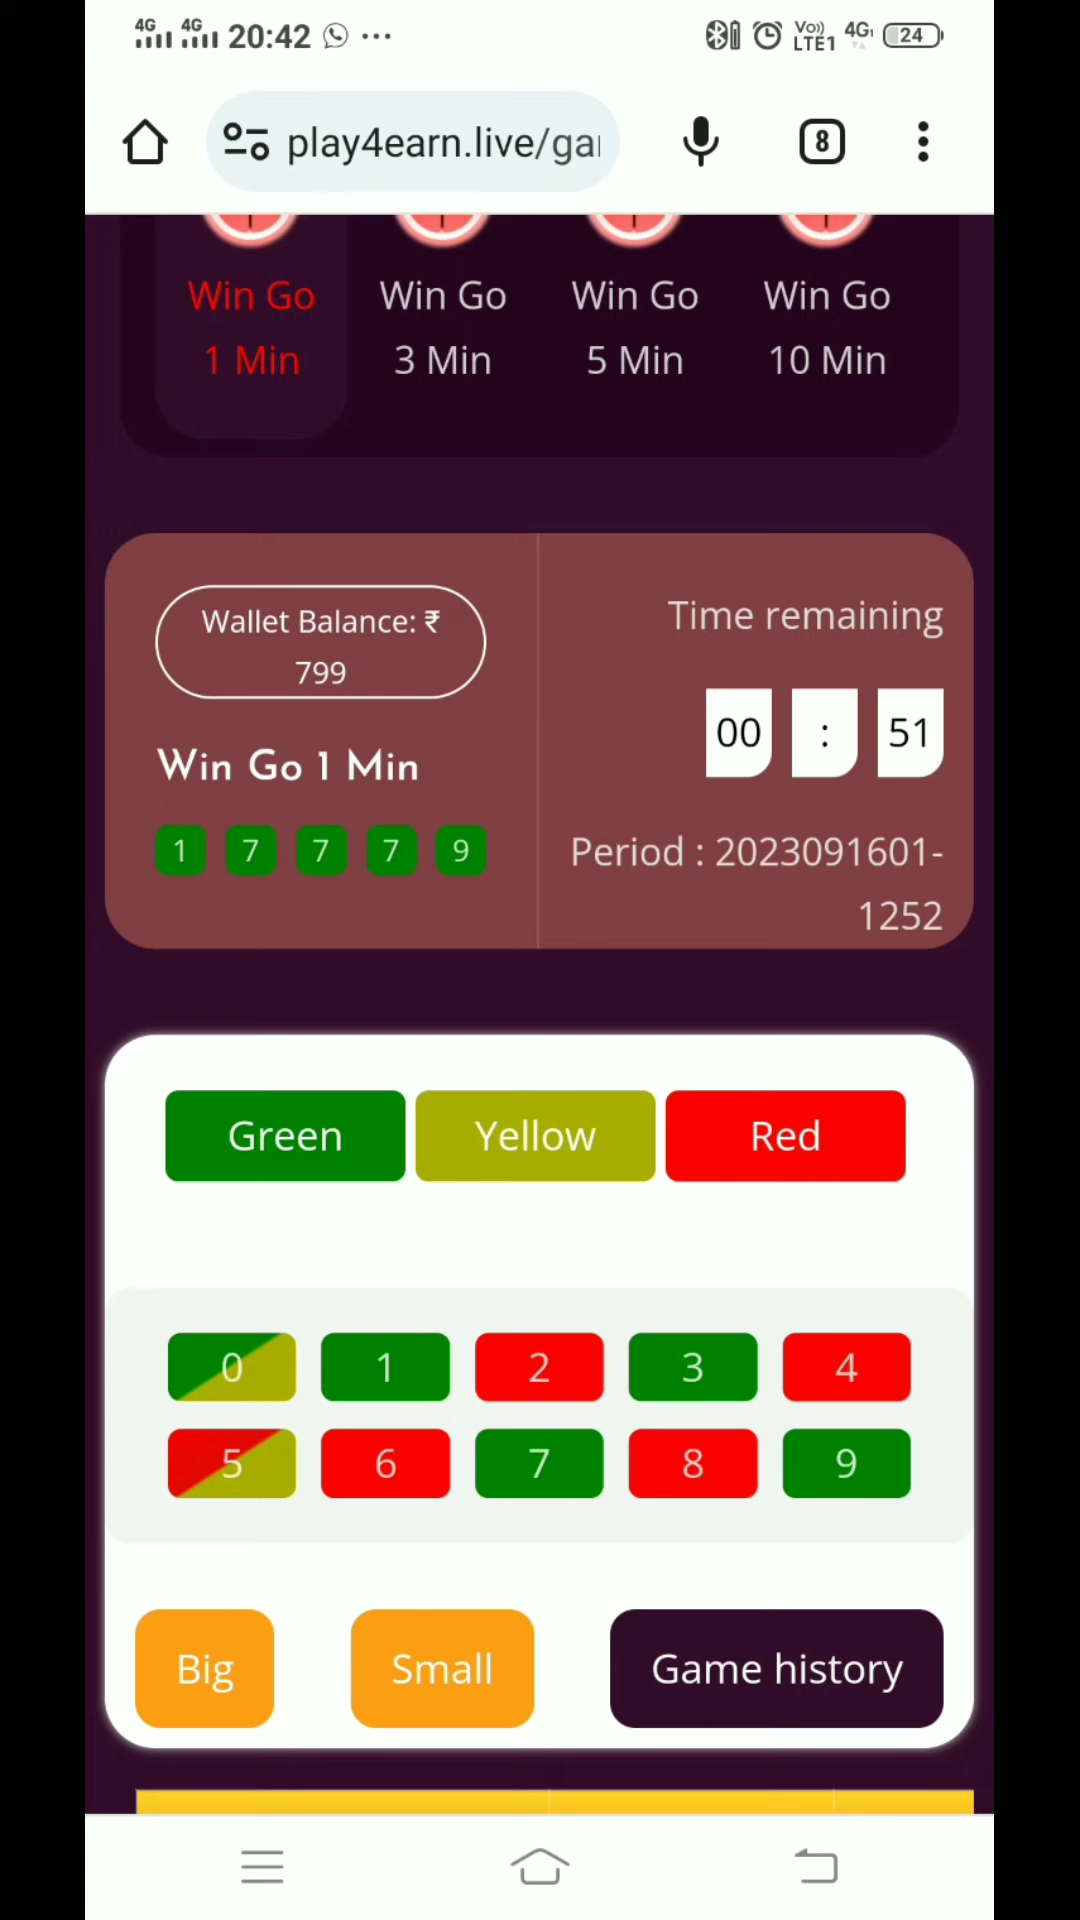 4G 4G 20:42 Vo)) LTE1 4G 24
play4earn.live/gar 8
Win Go Win Go Win Go Win Go
1 Min 3 Min 5 Min 10 Min
Wallet Balance: ₹
799
Time remaining
00 : 51
Win Go 1 Min
1 7 7 7 9
Period : 2023091601-
1252
Green Yellow Red
0 1 2 3 4
5 6 7 8 9
Big Small Game history